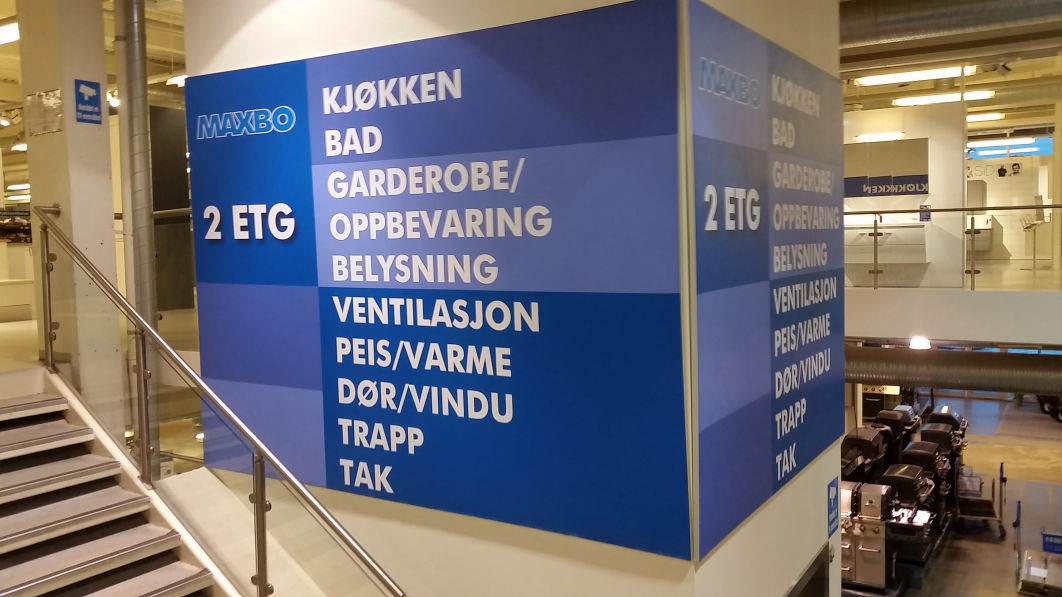 MAXBO
2 ETG
KJØKKEN
BAD
GARDEROBE/
OPPBEVARING
BELYSNING
VENTILASJON
PEIS/VARME
DØR/VINDU
TRAPP
TAK
MAXBO
2 ETG
KJØKKEN
BAD
GARDEROBE/
OPPBEVARING
BELYSNING
VENTILASJON
PEIS/VARME
DØR/VINDU
TRAPP
TAK
KJØKKKEN